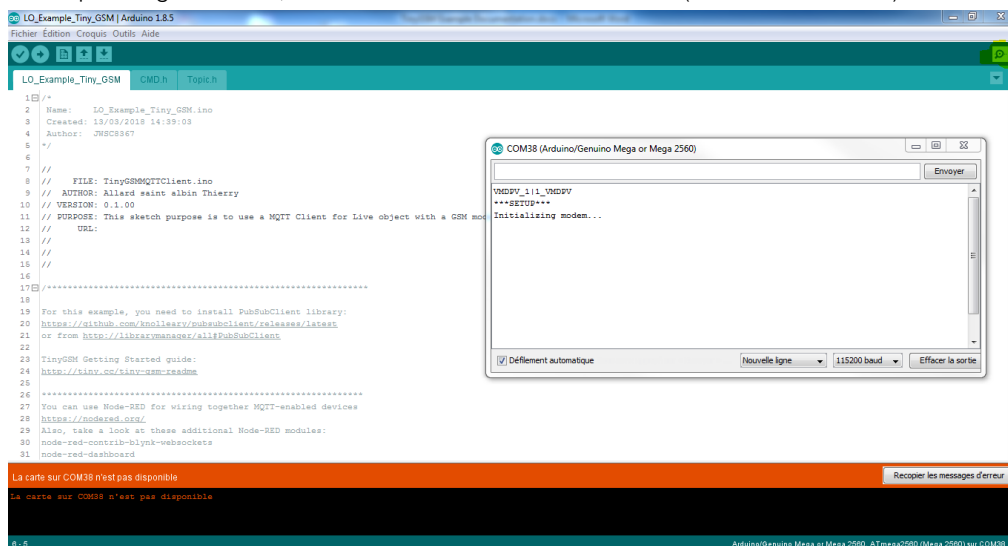 LO_Example_Tiny_GSM | Arduino 1.8.5
Fichier Édition Croquis Outils Aide
LO_Example_Tiny_GSM CMD.h Topic.h
1 /*
2 Name: LO_Example_Tiny_GSM.ino
3 Created: 13/03/2018 14:39:03
4 Author: JWSC8367
5 */
6
7 //
8 // FILE: TinyGSMMQTTClient.ino
9 // AUTHOR: Allard saint albin Thierry
10 // VERSION: 0.1.00
11 // PURPOSE: This sketch purpose is to use a MQTT Client for Live object with a GSM mod
12 // URL:
13 //
14 //
15 //
16
17 /***************************************************************
18
19 For this example, you need to install PubSubClient library:
20 https://github.com/knolleary/pubsubclient/releases/latest
21 or from http://librarymanager/all#PubSubClient
22
23 TinyGSM Getting Started guide:
24 http://tiny.cc/tiny-gsm-readme
25
26 ***************************************************************
27 You can use Node-RED for wiring together MQTT-enabled devices
28 https://nodered.org/
29 Also, take a look at these additional Node-RED modules:
30 node-red-contrib-blynk-websockets
31 node-red-dashboard
COM38 (Arduino/Genuino Mega or Mega 2560)
Envoyer
VMDPV_1|1_VMDPV
***SETUP***
Initializing modem...
Défilement automatique Nouvelle ligne 115200 baud Effacer la sortie
La carte sur COM38 n'est pas disponible Recopier les messages d'erreur
La carte sur COM38 n'est pas disponible
6 - 5 Arduino/Genuino Mega or Mega 2560, ATmega2560 (Mega 2560) sur COM38